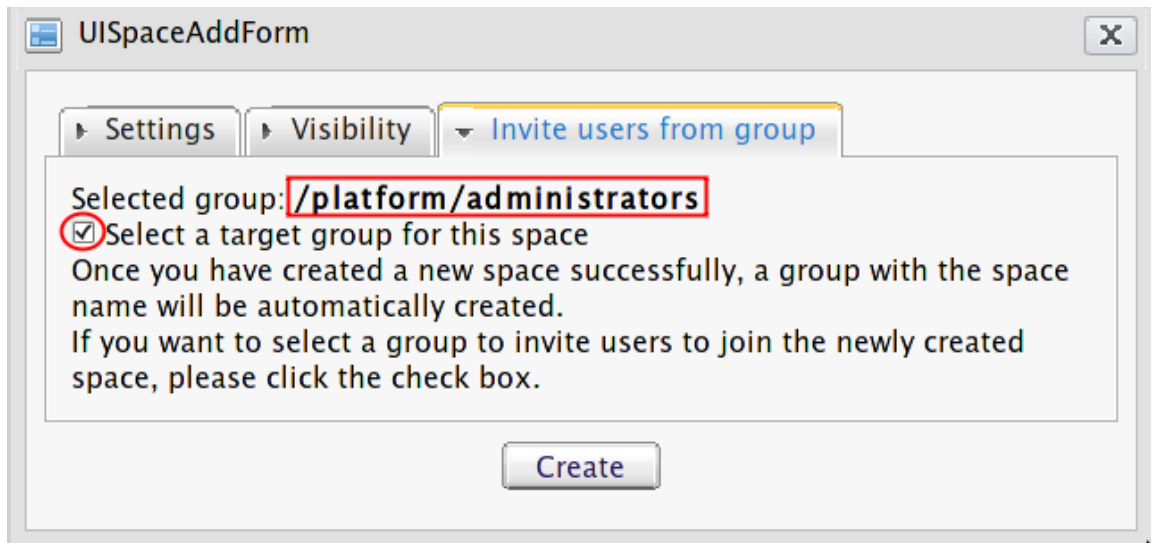 UISpaceAddForm
Settings
Visibility
Invite users from group
Selected group: /platform/administrators
Select a target group for this space
Once you have created a new space successfully, a group with the space
name will be automatically created.
If you want to select a group to invite users to join the newly created
space, please click the check box.
Create